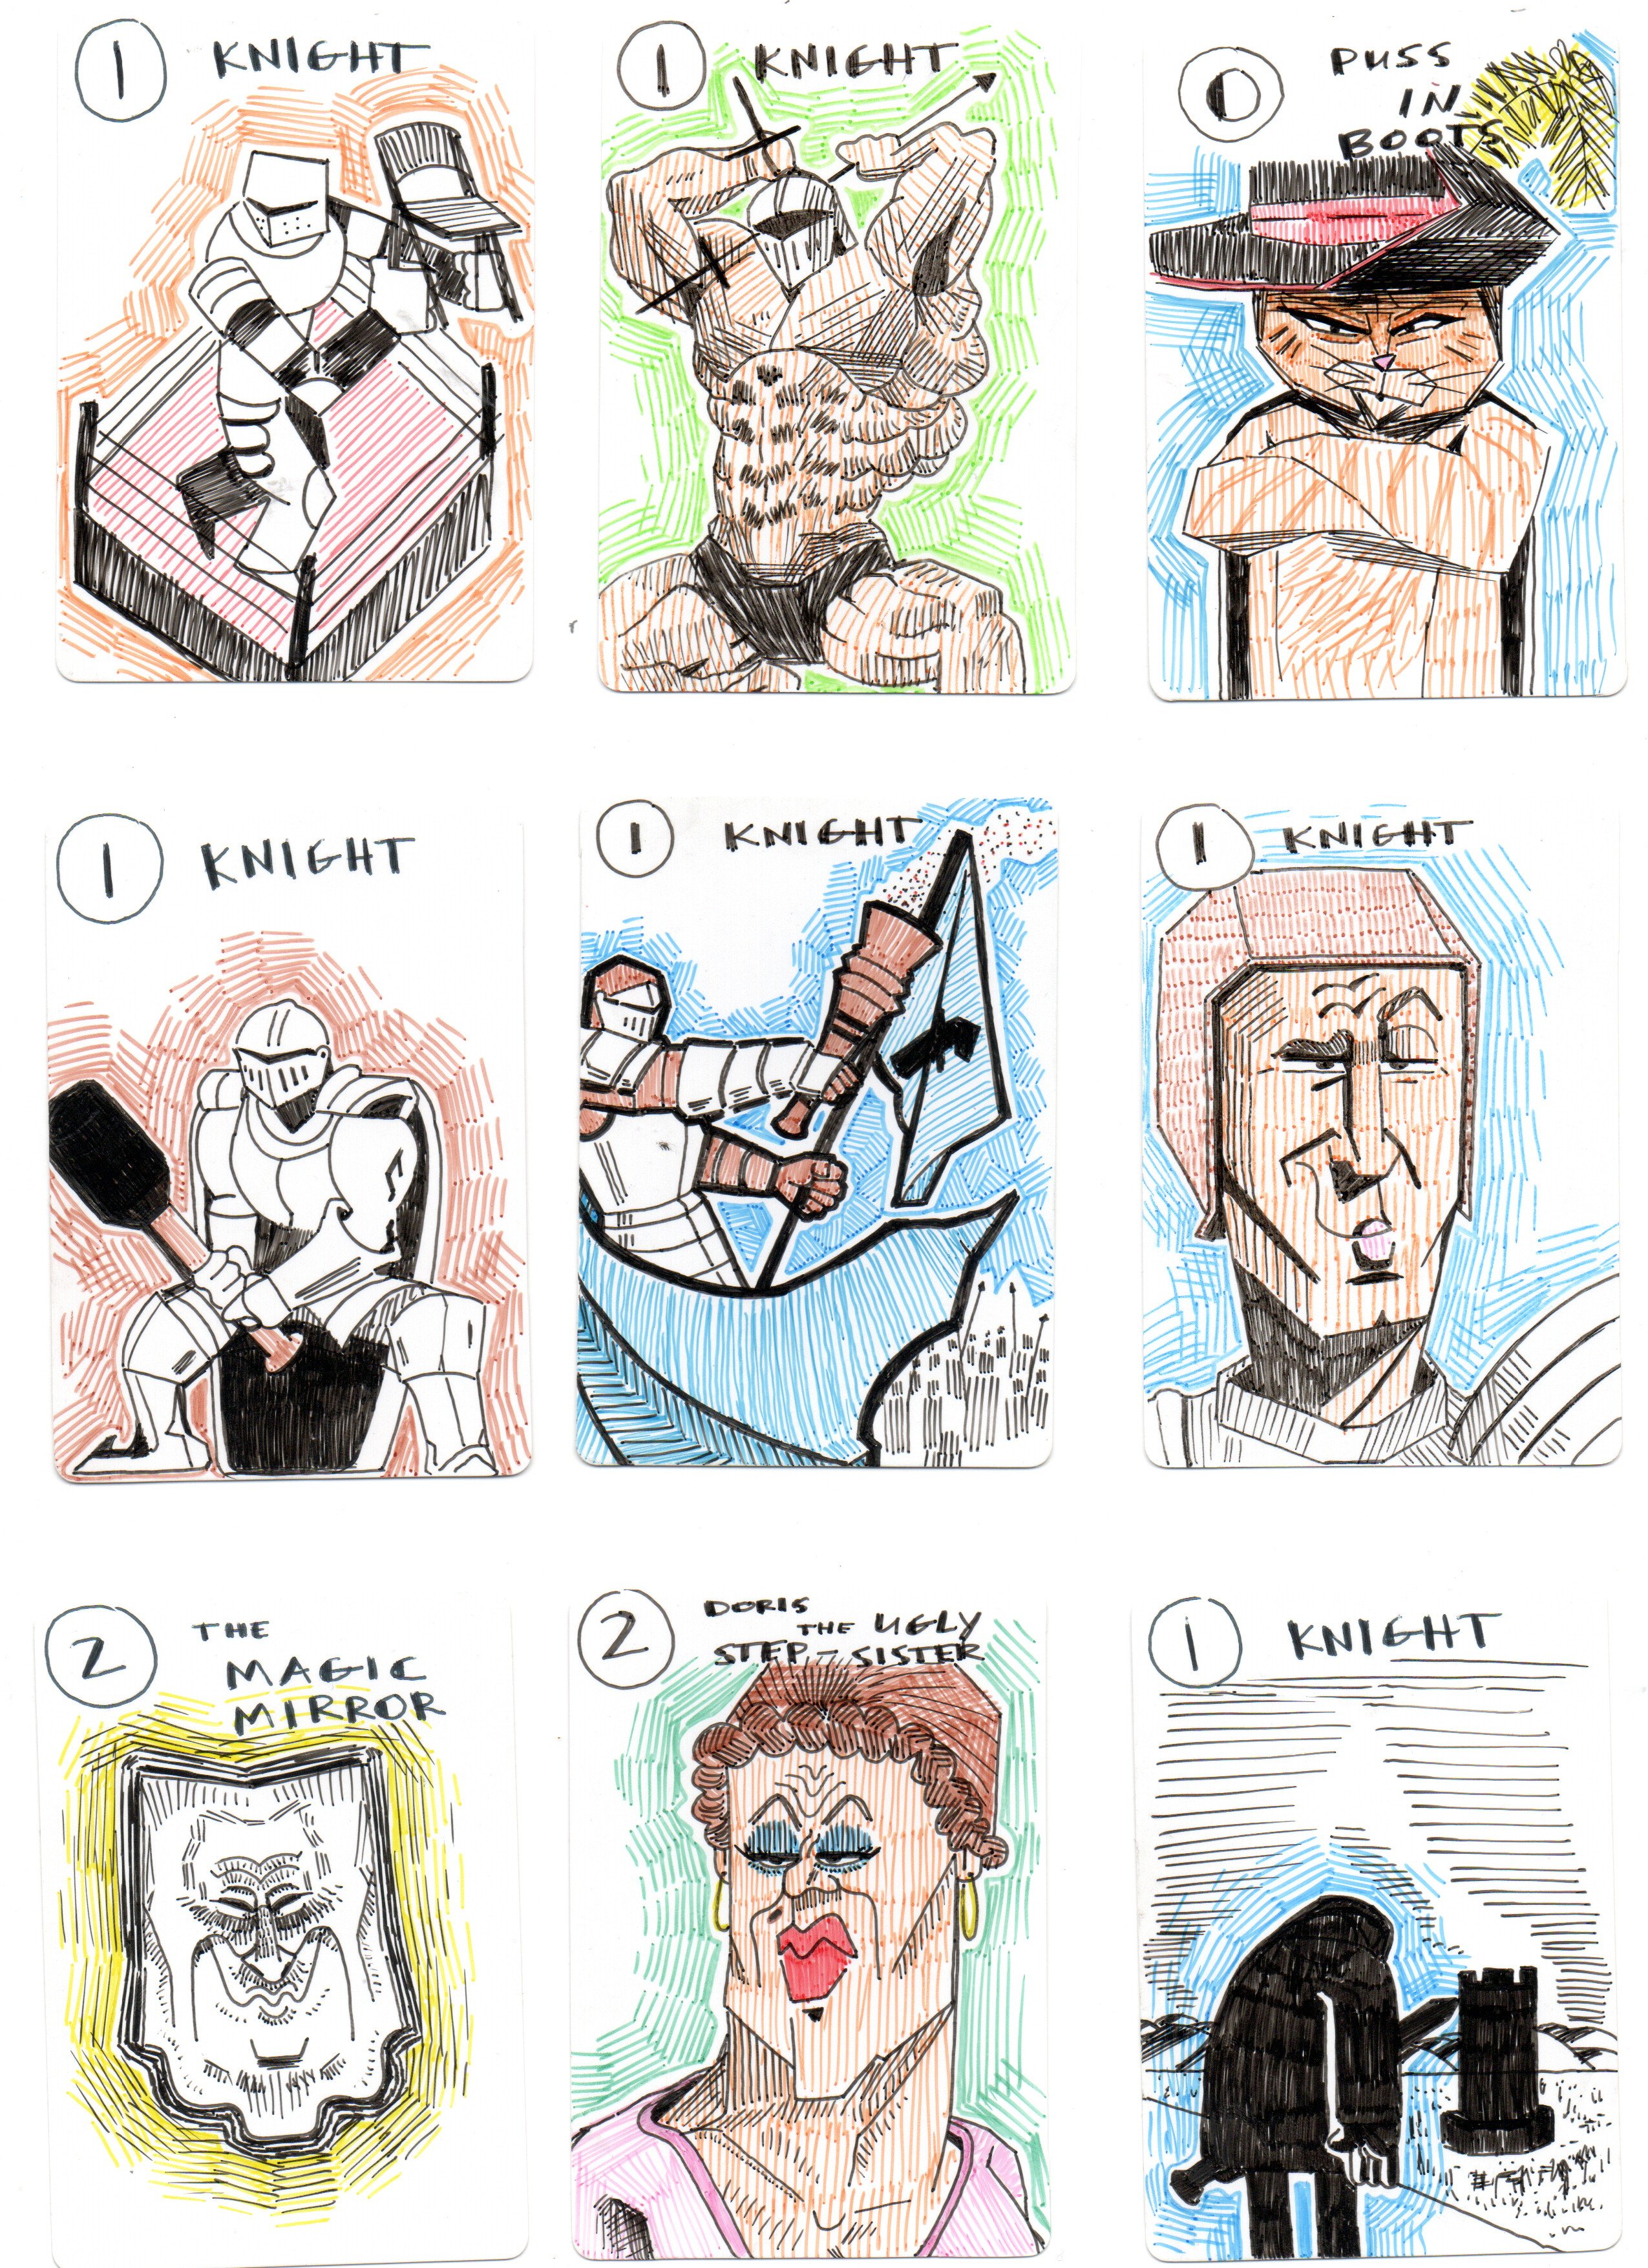 1 KNIGHT
1 KNIGHT
0 PUSS
IN
BOOTS
1 KNIGHT
1 KNIGHT
1 KNIGHT
2 THE
MAGIC
MIRROR
2 DORIS
THE UGLY
STEP-SISTER
1 KNIGHT